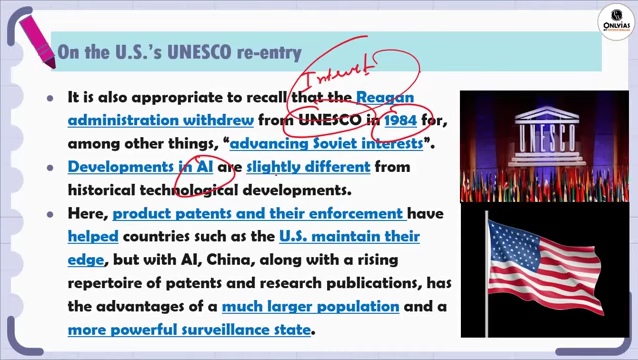 ONLYIAS
On the U.S.'s UNESCO re-entry
Interest
It is also appropriate to recall that the Reagan
administration withdrew from UNESCO in 1984 for,
among other things, "advancing Soviet interests".
Developments in AI are slightly different from
historical technological developments.
Here, product patents and their enforcement have
helped countries such as the U.S. maintain their
edge, but with AI, China, along with a rising
repertoire of patents and research publications, has
the advantages of a much larger population and a
more powerful surveillance state.
UNESCO